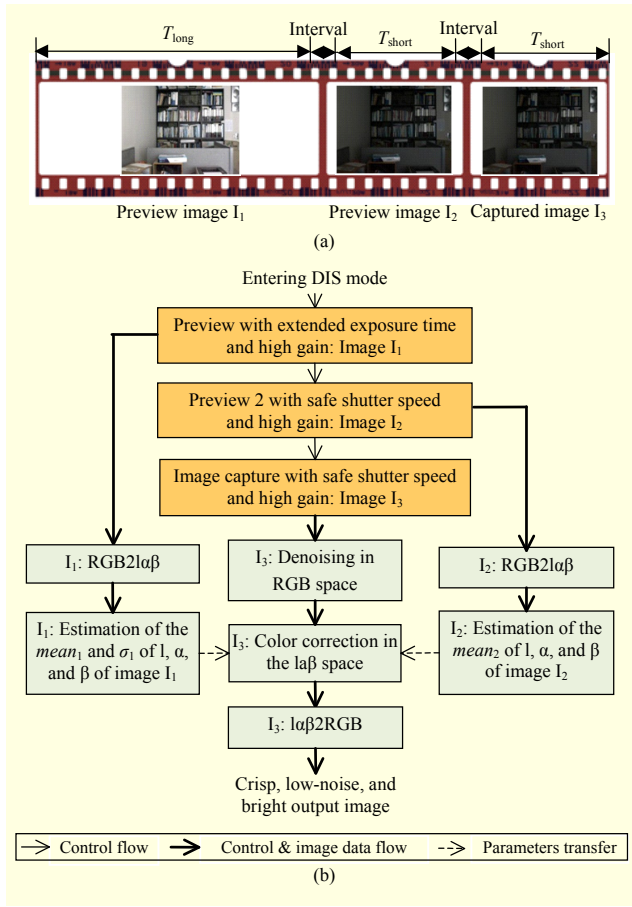 Interval Interval
Tlong Tshort Tshort
Preview image I1 Preview image I2 Captured image I3
(a)
Entering DIS mode
Preview with extended exposure time
and high gain: Image I1
Preview 2 with safe shutter speed
and high gain: Image I2
Image capture with safe shutter speed
and high gain: Image I3
I1: RGB2lαβ
I3: Denoising in
RGB space
I2: RGB2lαβ
I1: Estimation of the
mean1 and σ1 of l, α,
and β of image I1
I3: Color correction in
the laβ space
I2: Estimation of the
mean2 of l, α, and β
of image I2
I3: lαβ2RGB
Crisp, low-noise, and
bright output image
Control flow Control & image data flow Parameters transfer
(b)